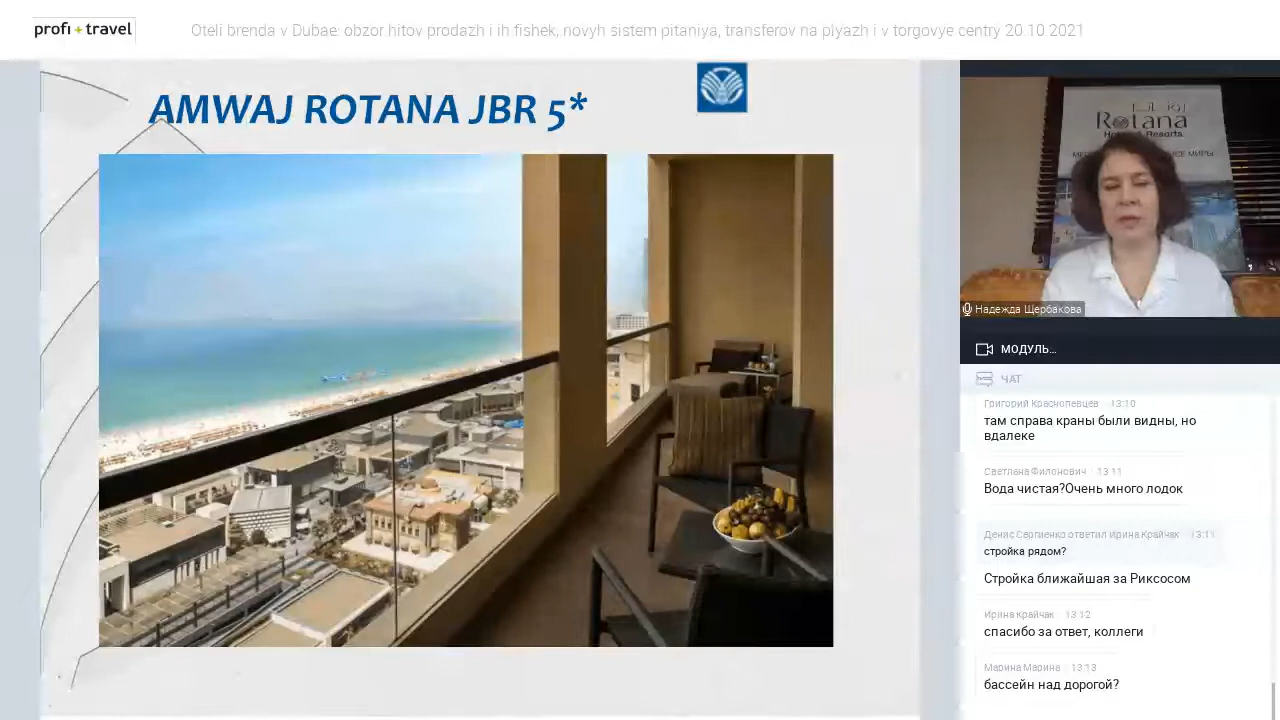 profi + travel
Oteli brenda v Dubae: obzor hitov prodazh i ih fishek, novyh sistem pitaniya, transferov na plyazh i v torgovye centry 20.10.2021
AMWAJ ROTANA JBR 5*
Rotana
Надежда Щербакова
МОДУЛЬ...
ЧАТ
Григорий Краснопевцев 13:10
там справа краны были видны, но
вдалеке
Светлана Филонович 13:11
Вода чистая?Очень много лодок
Денис Сергиенко ответил Ирина Крайчак 13:11
стройка рядом?
Стройка ближайшая за Риксосом
Ирина Крайчак 13:12
спасибо за ответ, коллеги
Марина Марина 13:13
бассейн над дорогой?